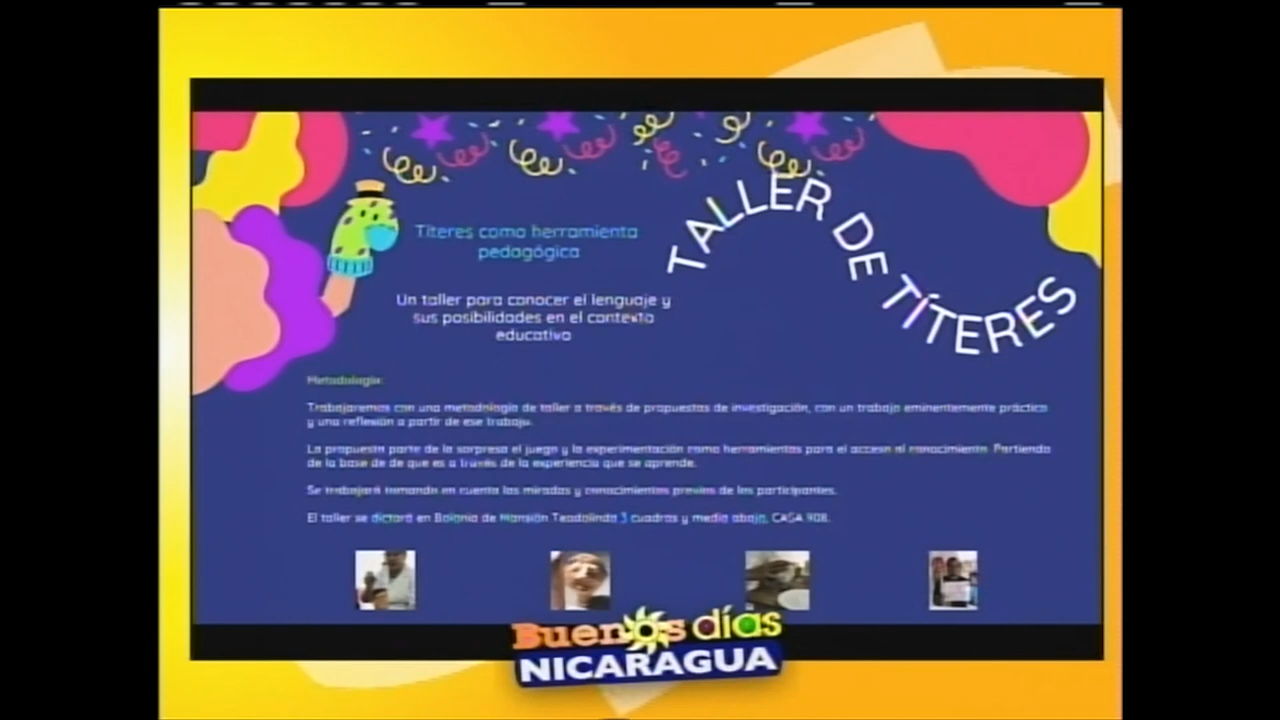 TALLER DE TÍTERES
Títeres como herramienta
pedagógica
Un taller para conocer el lenguaje y
sus posibilidades en el contexto
educativo
Metodología:
Trabajaremos con una metodología de taller a través de propuestas de investigación, con un trabajo eminentemente práctico
y una reflexión a partir de ese trabajo.
La propuesta parte de la sorpresa el juego y la experimentación como herramientas para el acceso al conocimiento. Partiendo
de la base de de que es a través de la experiencia que se aprende.
Se trabajará tomando en cuenta las miradas y conocimientos previos de los participantes.
El taller se dictará en Bolonia de Mansión Teodolinda 3 cuadras y media abajo, CASA 908.
Buenos días
NICARAGUA